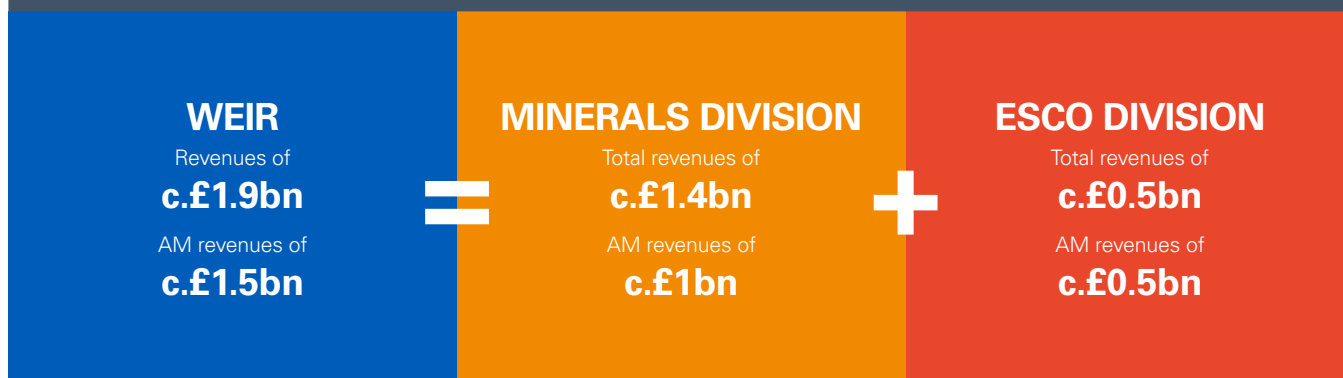 WEIR
Revenues of
c.£1.9bn
AM revenues of
c.£1.5bn
=
MINERALS DIVISION
Total revenues of
c.£1.4bn
AM revenues of
c.£1bn
+
ESCO DIVISION
Total revenues of
c.£0.5bn
AM revenues of
c.£0.5bn